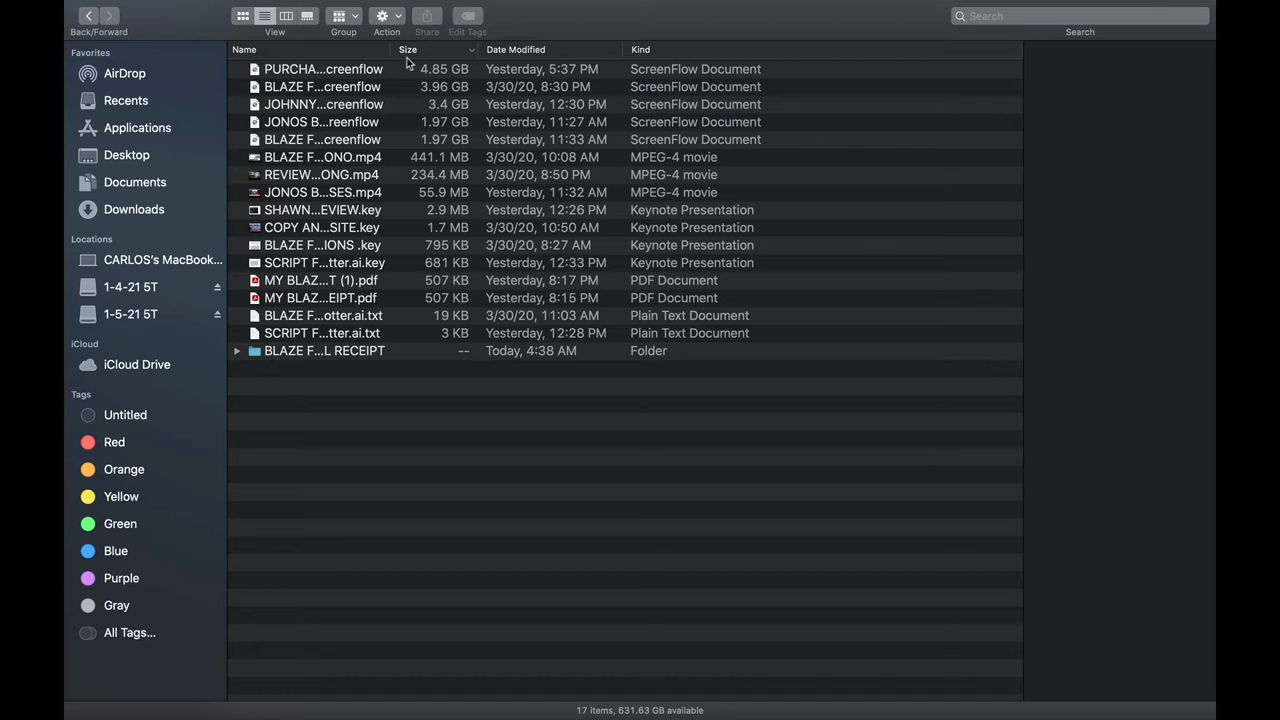 Search
Back/Forward View Group Action Share Edit Tags Search
Favorites
AirDrop
Recents
Applications
Desktop
Documents
Downloads
Locations
CARLOS's MacBook...
1-4-21 5T
1-5-21 5T
iCloud
iCloud Drive
Tags
Untitled
Red
Orange
Yellow
Green
Blue
Purple
Gray
All Tags...
Name Size Date Modified Kind
PURCHA...creenflow 4.85 GB Yesterday, 5:37 PM ScreenFlow Document
BLAZE F...creenflow 3.96 GB 3/30/20, 8:30 PM ScreenFlow Document
JOHNNY...creenflow 3.4 GB Yesterday, 12:30 PM ScreenFlow Document
JONOS B...reenflow 1.97 GB Yesterday, 11:27 AM ScreenFlow Document
BLAZE F...creenflow 1.97 GB Yesterday, 11:33 AM ScreenFlow Document
BLAZE F...ONO.mp4 441.1 MB 3/30/20, 10:08 AM MPEG-4 movie
REVIEW...ONG.mp4 234.4 MB 3/30/20, 8:50 PM MPEG-4 movie
JONOS B...SES.mp4 55.9 MB Yesterday, 11:32 AM MPEG-4 movie
SHAWN...EVIEW.key 2.9 MB Yesterday, 12:26 PM Keynote Presentation
COPY AN...SITE.key 1.7 MB 3/30/20, 10:50 AM Keynote Presentation
BLAZE F...IONS .key 795 KB 3/30/20, 8:27 AM Keynote Presentation
SCRIPT F...tter.ai.key 681 KB Yesterday, 12:33 PM Keynote Presentation
MY BLAZ...T (1).pdf 507 KB Yesterday, 8:17 PM PDF Document
MY BLAZ...EIPT.pdf 507 KB Yesterday, 8:15 PM PDF Document
BLAZE F...otter.ai.txt 19 KB 3/30/20, 11:03 AM Plain Text Document
SCRIPT F...tter.ai.txt 3 KB Yesterday, 12:28 PM Plain Text Document
BLAZE F...L RECEIPT -- Today, 4:38 AM Folder
17 items, 631.63 GB available